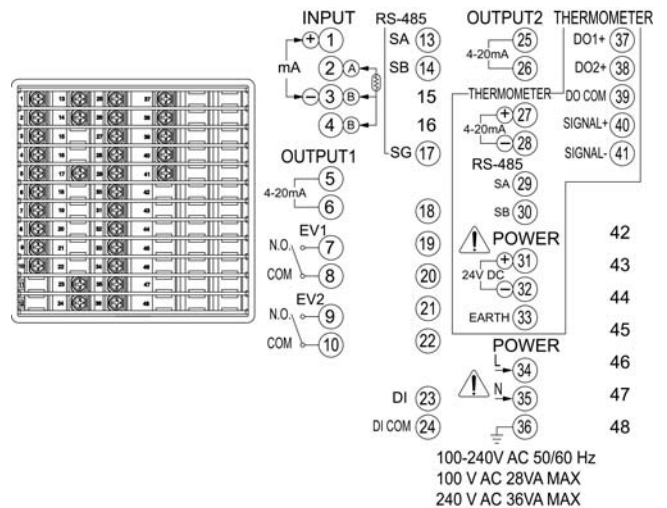 INPUT
+ 1
mA
2 A
− 3 B
4 B
OUTPUT1
5
4-20mA
6
EV1
N.O. 7
COM 8
EV2
N.O. 9
COM 10
RS-485
SA 13
SB 14
15
16
SG 17
18
19
20
21
22
DI 23
DI COM 24
OUTPUT2
25
4-20mA
26
THERMOMETER
+ 27
4-20mA
− 28
RS-485
SA 29
SB 30
POWER
+ 31
24V DC
− 32
EARTH 33
POWER
L 34
N 35
36
100-240V AC 50/60 Hz
100 V AC 28VA MAX
240 V AC 36VA MAX
THERMOMETER
DO1+ 37
DO2+ 38
DO COM 39
SIGNAL+ 40
SIGNAL- 41
42
43
44
45
46
47
48